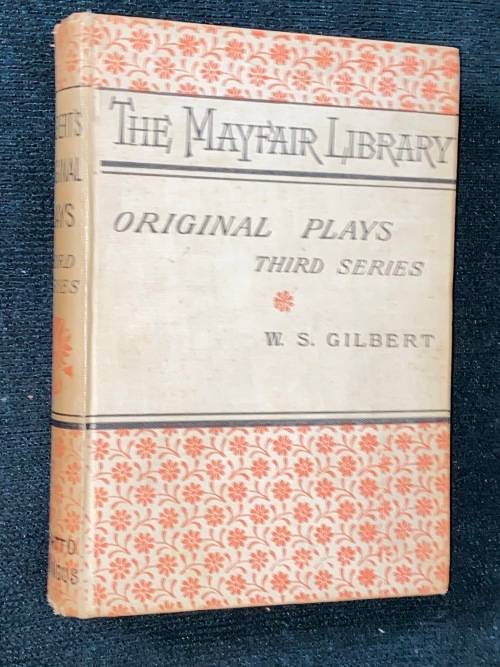 THE MAYFAIR LIBRARY
ORIGINAL PLAYS
THIRD SERIES
W. S. GILBERT